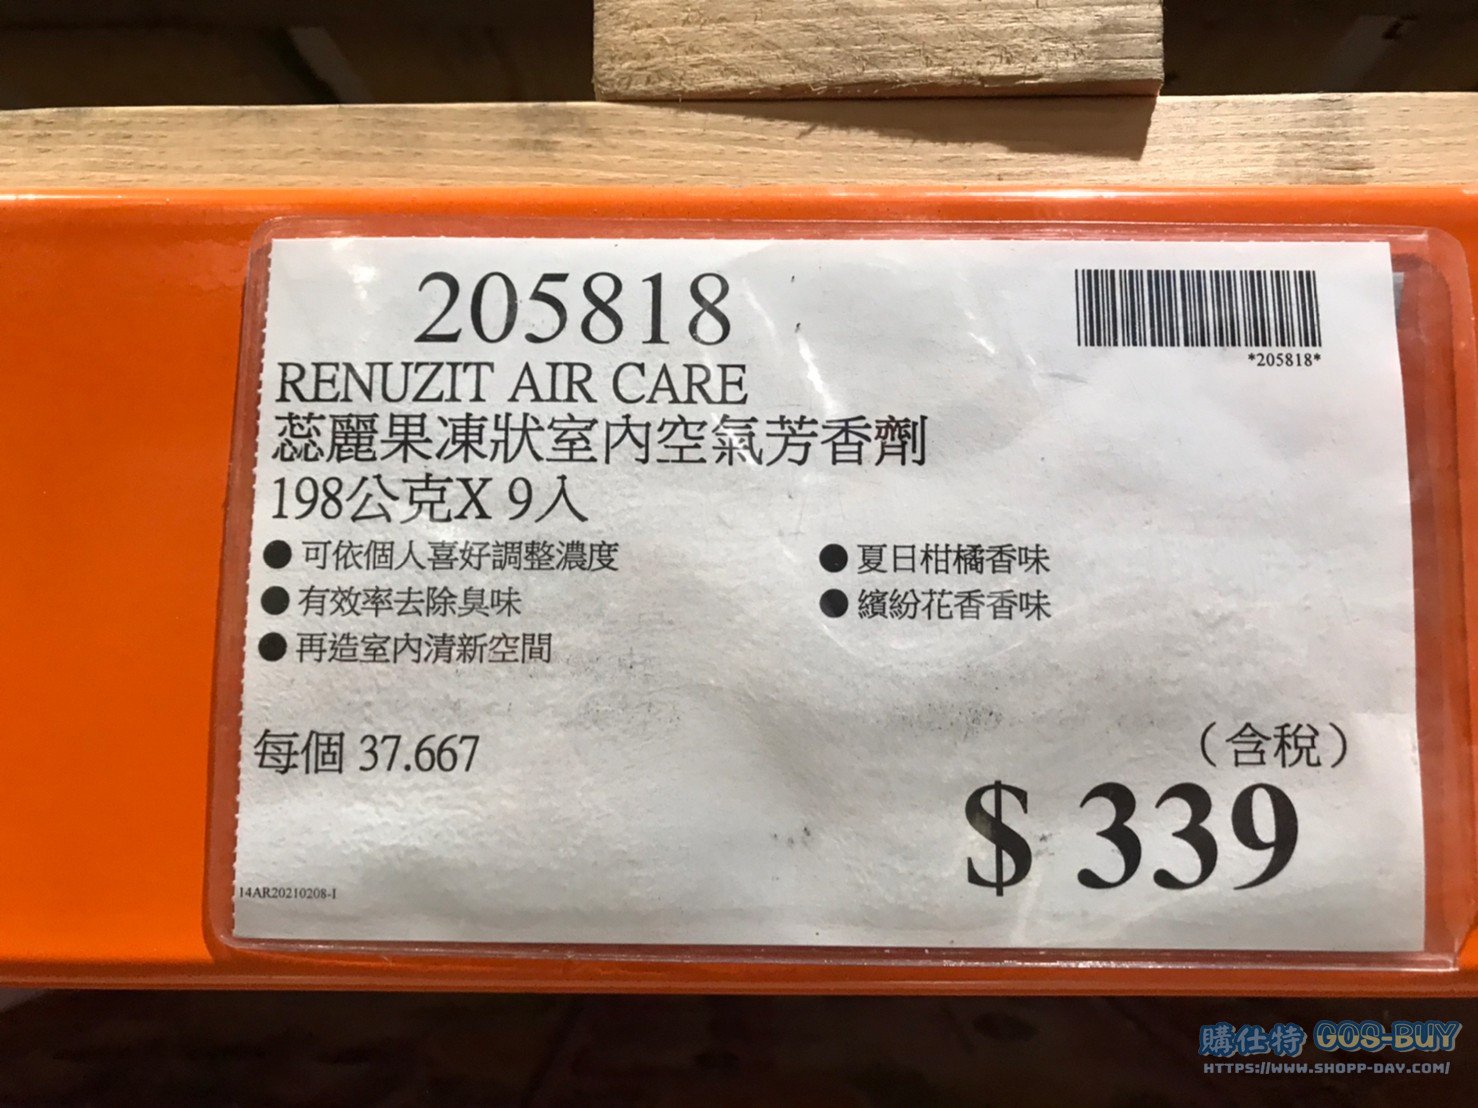 205818
*205818*
RENUZIT AIR CARE
蕊麗果凍狀室內空氣芳香劑
198公克X 9入
● 可依個人喜好調整濃度
● 有效率去除臭味
● 再造室內清新空間
● 夏日柑橘香味
● 繽紛花香香味
每個 37.667
（含稅）
$ 339
14AR20210208-1
購仕特 GOS-BUY
HTTPS://WWW.SHOPP-DAY.COM/